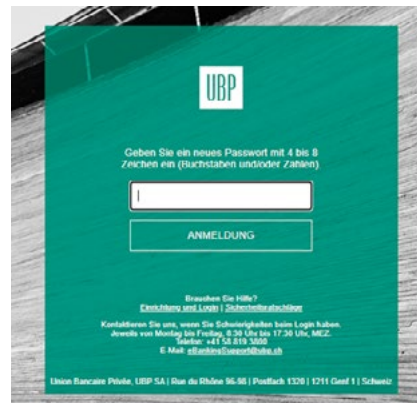 UBP
Geben Sie ein neues Passwort mit 4 bis 8
Zeichen ein (Buchstaben und/oder Zahlen).
ANMELDUNG
Brauchen Sie Hilfe?
Einrichtung und Login | Sicherheitsratschläge
Kontaktieren Sie uns, wenn Sie Schwierigkeiten beim Login haben.
Jeweils von Montag bis Freitag, 8:30 Uhr bis 17:30 Uhr, MEZ.
Telefon: +41 58 819 3800
E-Mail: eBankingSupport@ubp.ch
Union Bancaire Privée, UBP SA | Rue du Rhône 96-98 | Postfach 1320 | 1211 Genf 1 | Schweiz